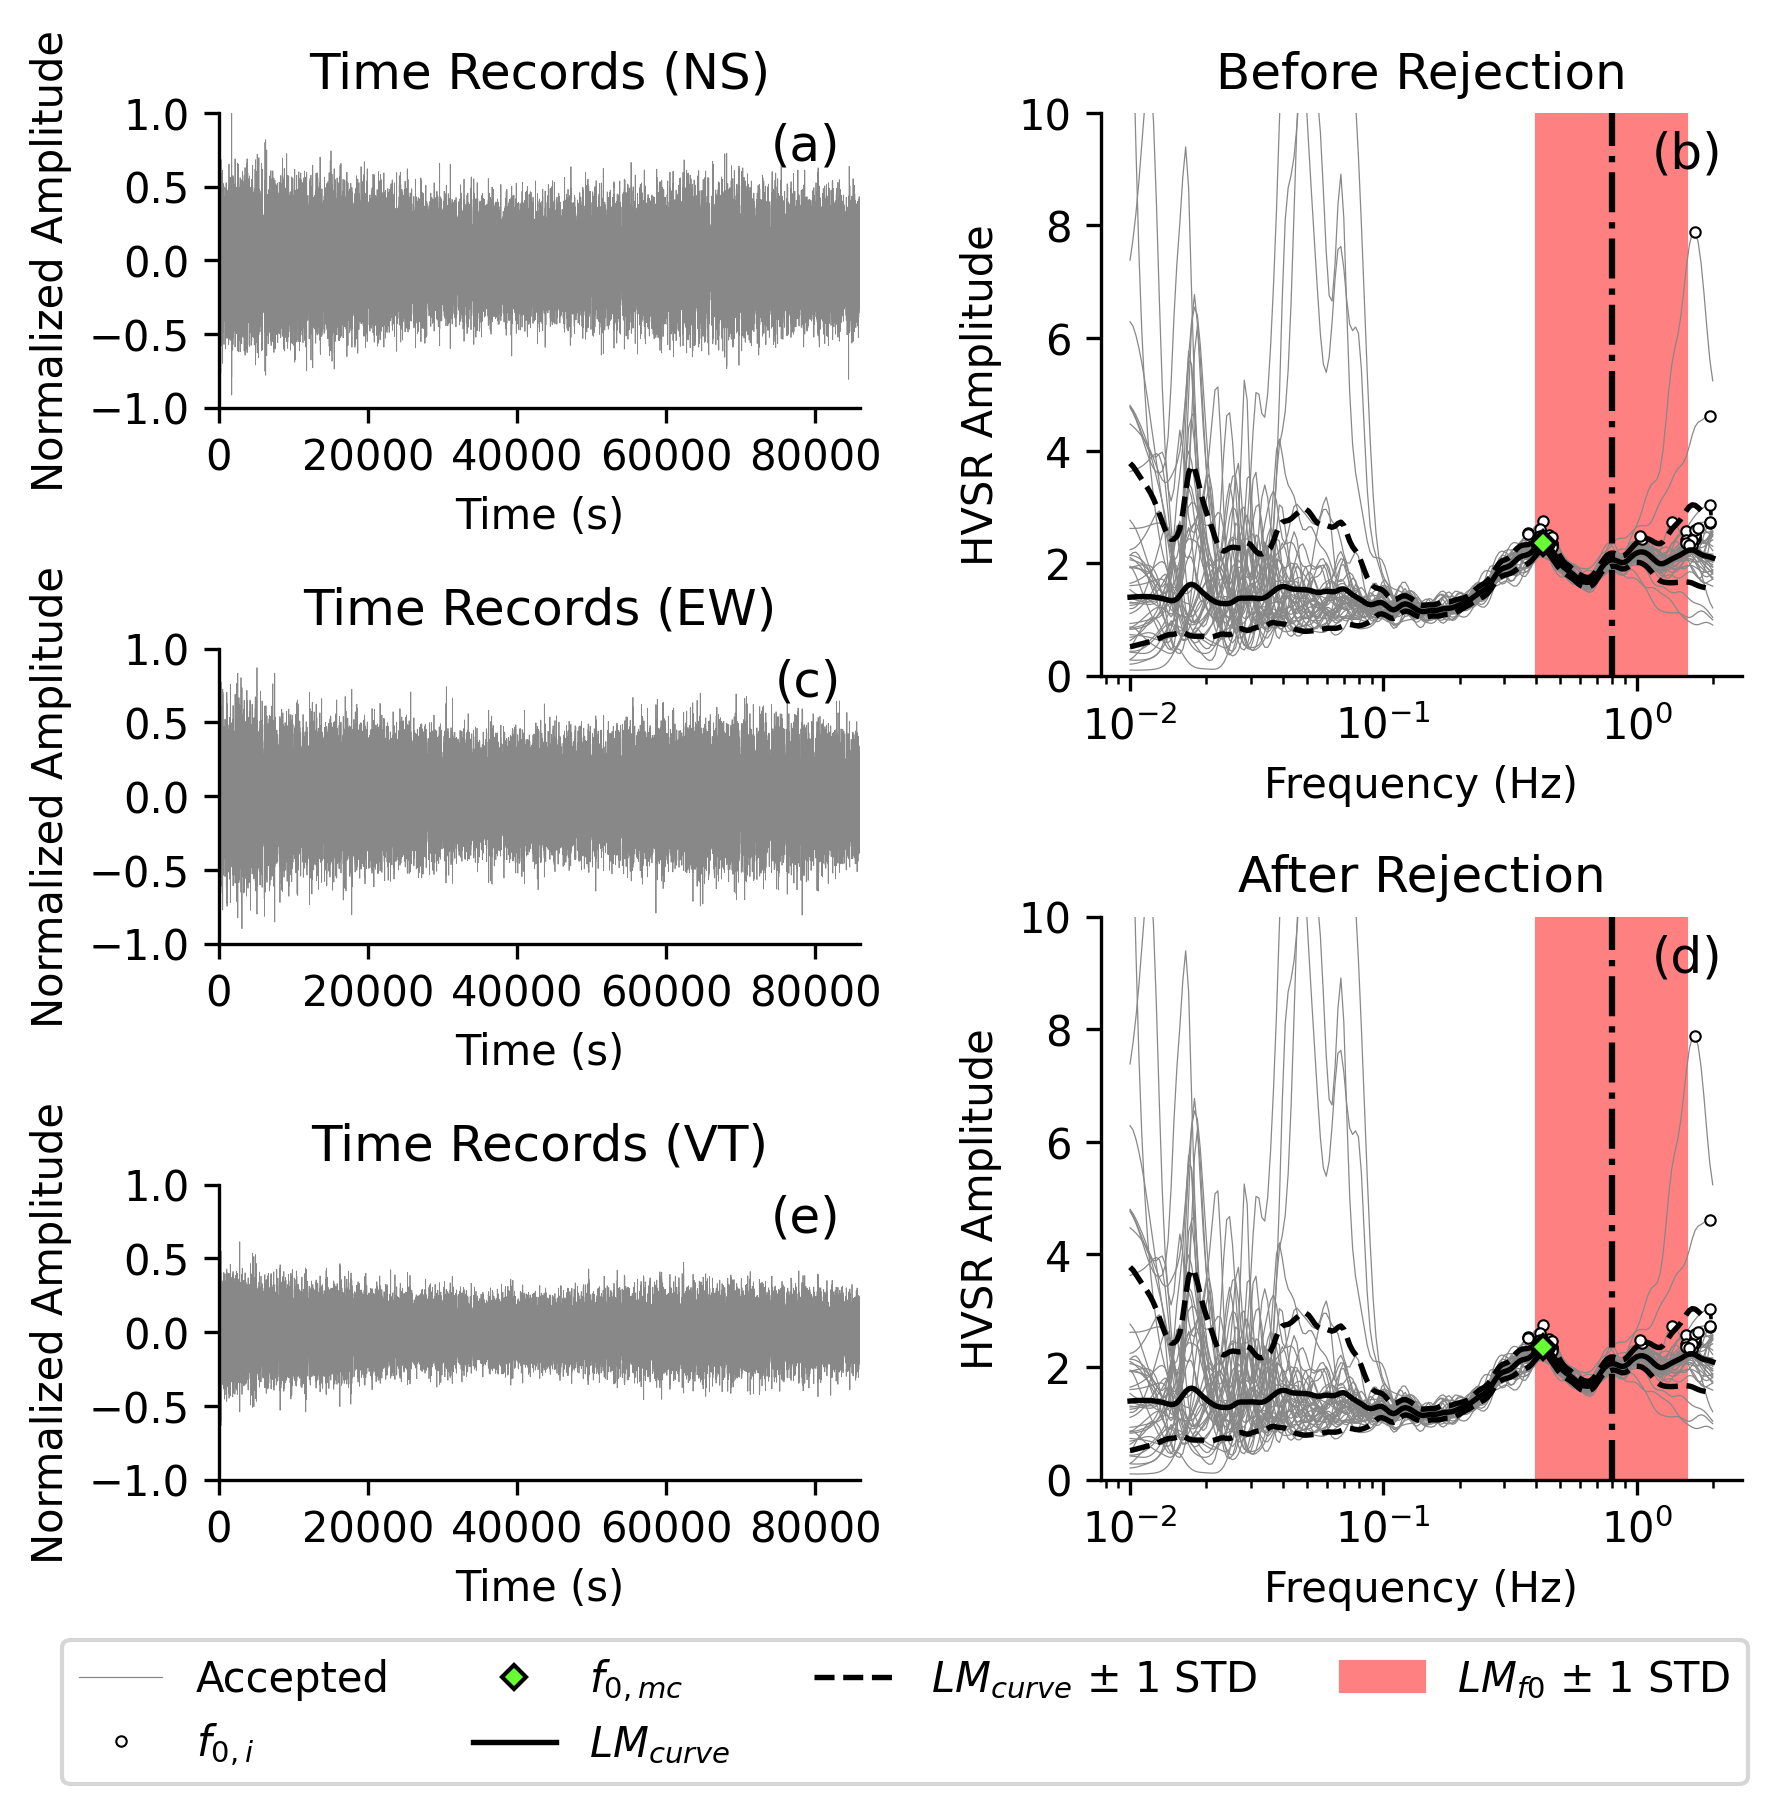 Time Records (NS)
Normalized Amplitude
1.0
0.5
0.0
−0.5
−1.0
(a)
0 20000 40000 60000 80000
Time (s)
Before Rejection
HVSR Amplitude
10
8
6
4
2
0
(b)
10⁻² 10⁻¹ 10⁰
Frequency (Hz)
Time Records (EW)
Normalized Amplitude
1.0
0.5
0.0
−0.5
−1.0
(c)
0 20000 40000 60000 80000
Time (s)
After Rejection
HVSR Amplitude
10
8
6
4
2
0
(d)
10⁻² 10⁻¹ 10⁰
Frequency (Hz)
Time Records (VT)
Normalized Amplitude
1.0
0.5
0.0
−0.5
−1.0
(e)
0 20000 40000 60000 80000
Time (s)
Accepted f0,mc LMcurve ± 1 STD LMf0 ± 1 STD
f0,i LMcurve